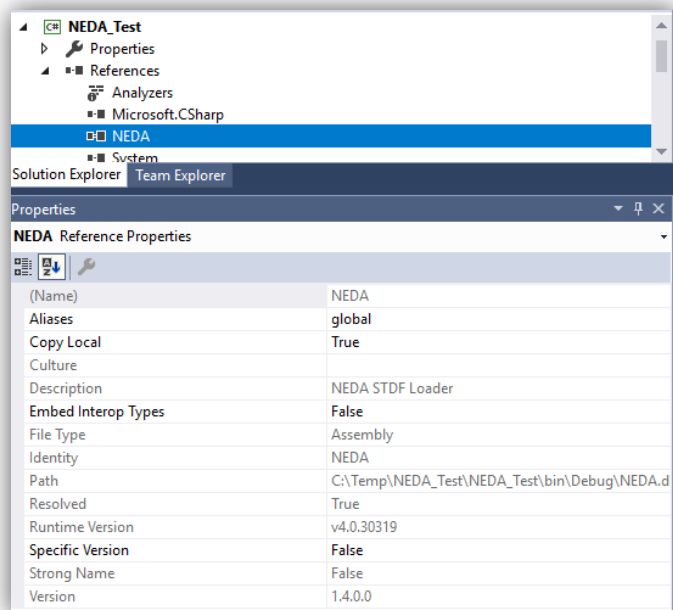 C# NEDA_Test
Properties
References
Analyzers
Microsoft.CSharp
NEDA
System
Solution Explorer Team Explorer
Properties
NEDA Reference Properties
(Name) NEDA
Aliases global
Copy Local True
Culture
Description NEDA STDF Loader
Embed Interop Types False
File Type Assembly
Identity NEDA
Path C:\Temp\NEDA_Test\NEDA_Test\bin\Debug\NEDA.d
Resolved True
Runtime Version v4.0.30319
Specific Version False
Strong Name False
Version 1.4.0.0